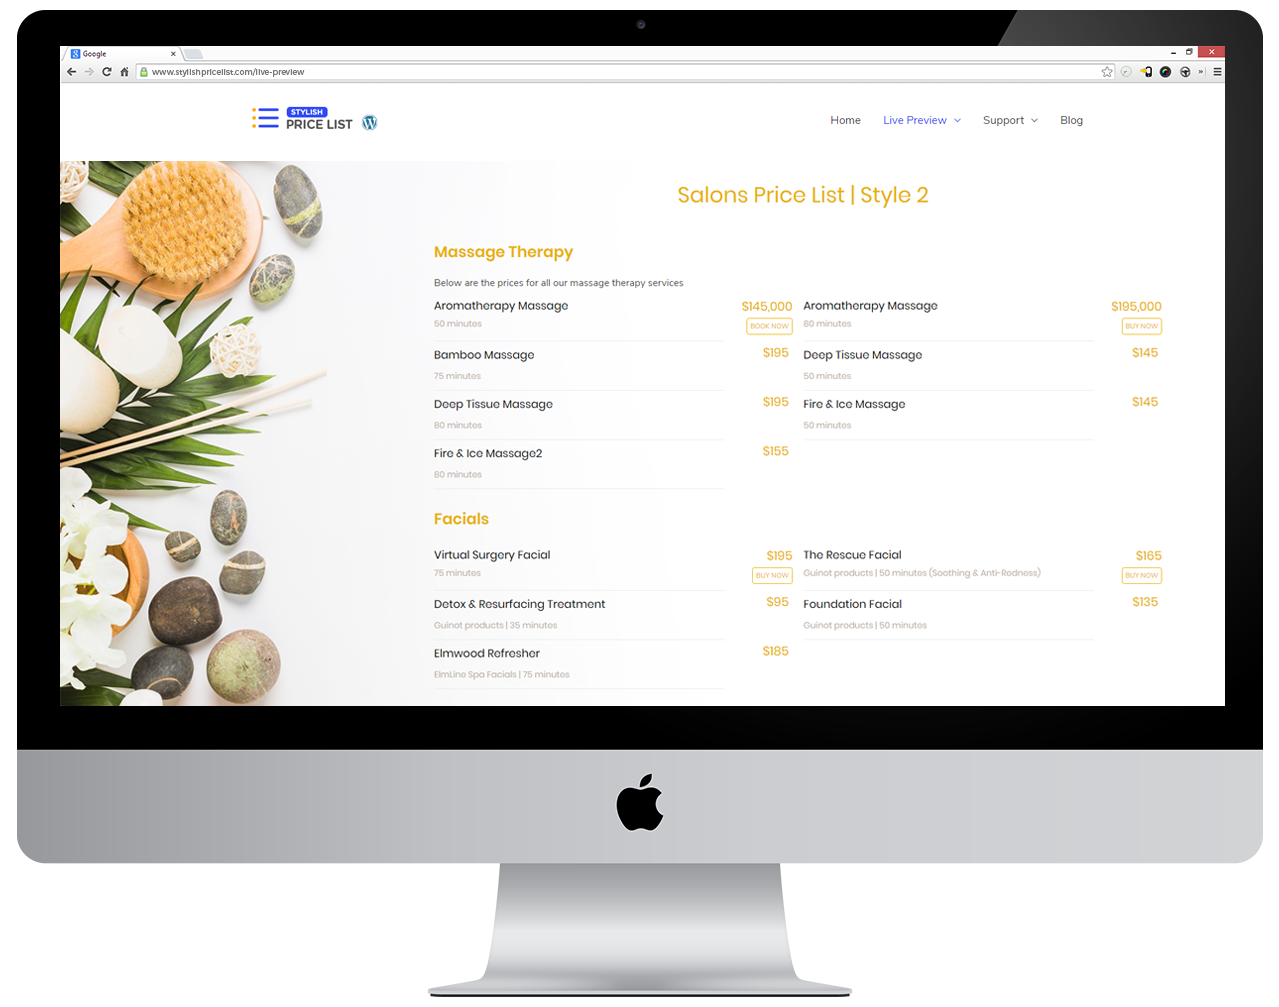 Google
www.stylishpricelist.com/live-preview
STYLISH
PRICE LIST
Home Live Preview Support Blog
Salons Price List | Style 2
Massage Therapy
Below are the prices for all our massage therapy services
Aromatherapy Massage $145,000
50 minutes BOOK NOW
Aromatherapy Massage $195,000
80 minutes BUY NOW
Bamboo Massage $195
75 minutes
Deep Tissue Massage $145
50 minutes
Deep Tissue Massage $195
80 minutes
Fire & Ice Massage $145
50 minutes
Fire & Ice Massage2 $155
80 minutes
Facials
Virtual Surgery Facial $195
75 minutes BUY NOW
The Rescue Facial $165
Guinot products | 50 minutes (Soothing & Anti-Redness) BUY NOW
Detox & Resurfacing Treatment $95
Guinot products | 35 minutes
Foundation Facial $135
Guinot products | 50 minutes
Elmwood Refresher $185
ElmLine Spa Facials | 75 minutes